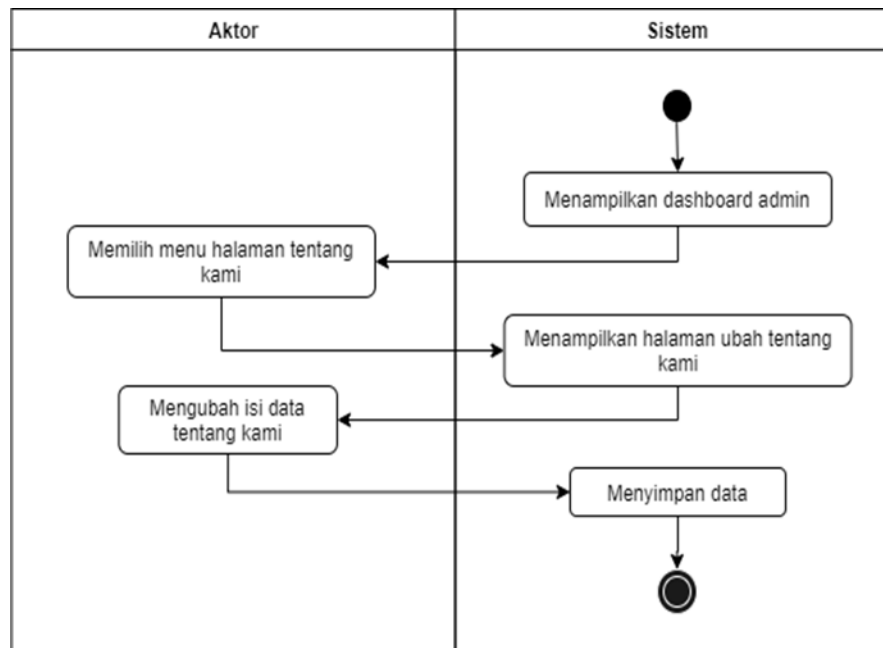 Aktor
Sistem
Menampilkan dashboard admin
Memilih menu halaman tentang
kami
Menampilkan halaman ubah tentang
kami
Mengubah isi data
tentang kami
Menyimpan data